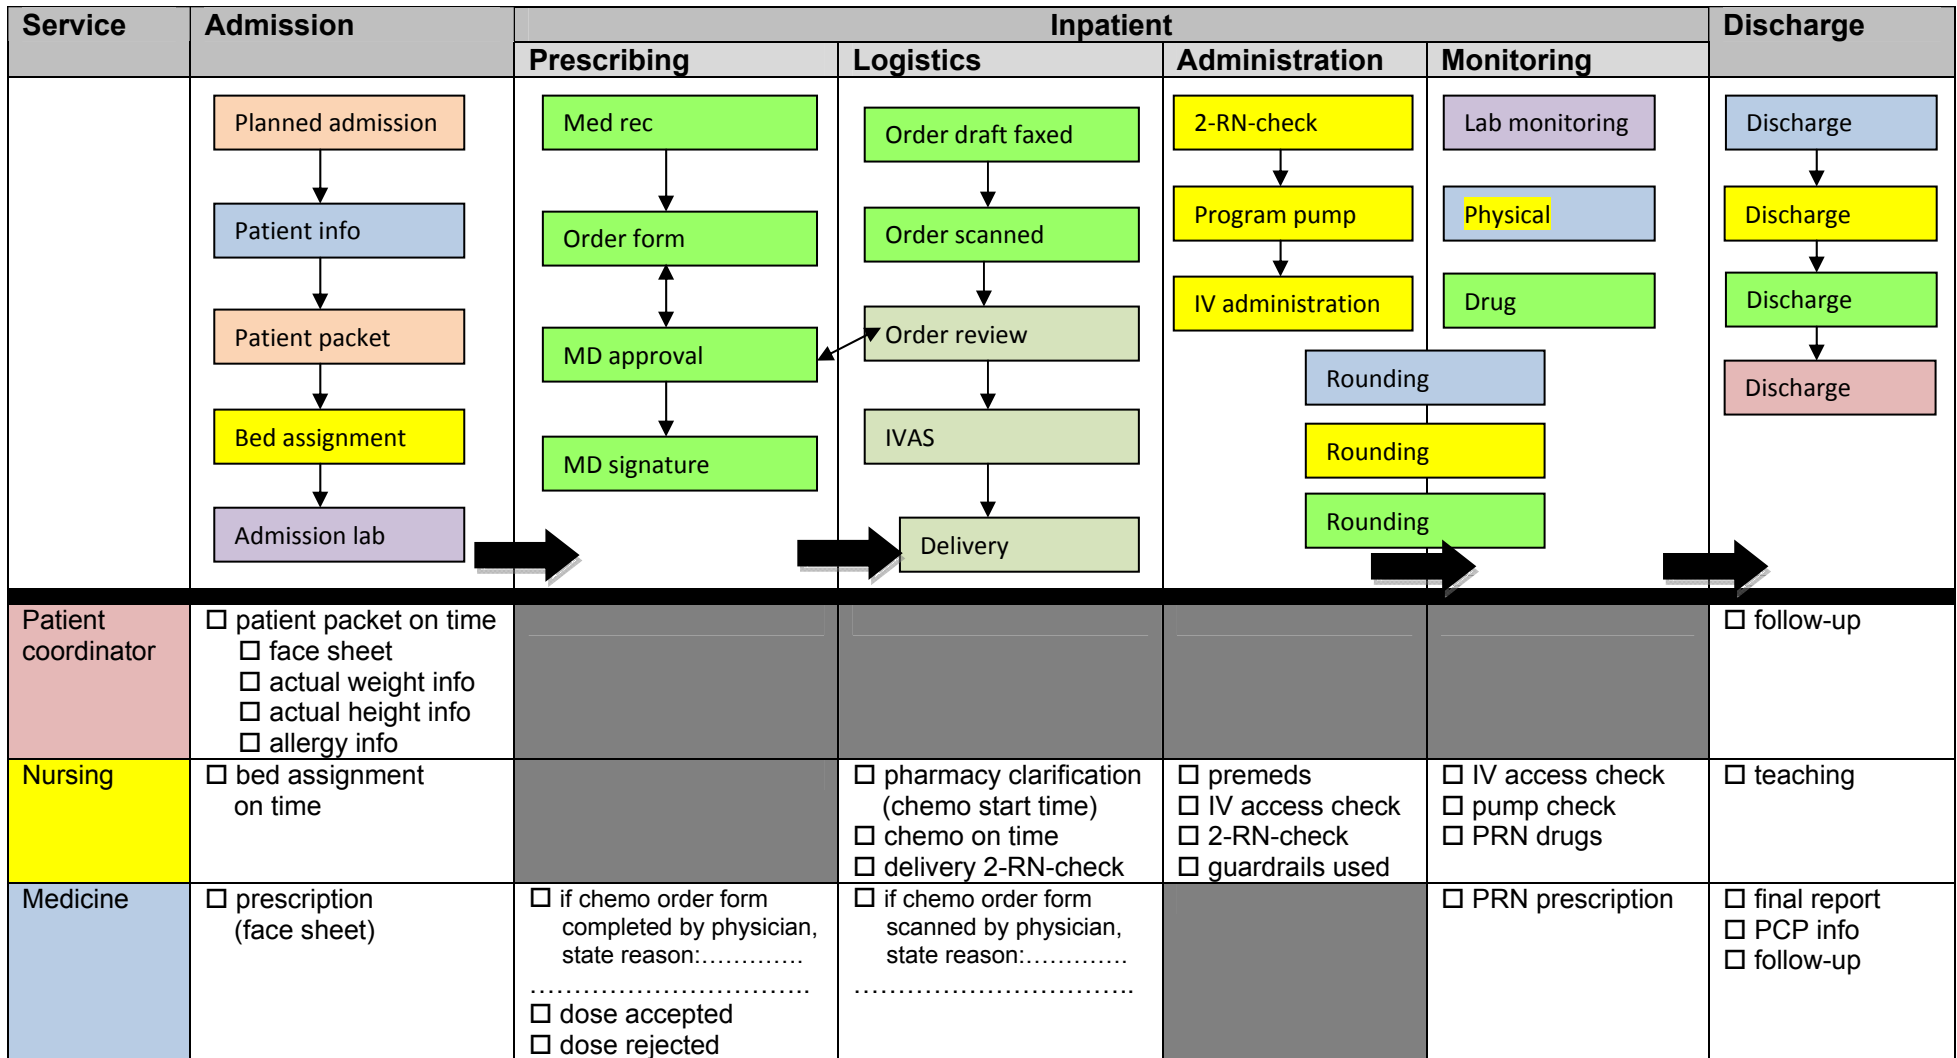 Service
Admission
Inpatient
Discharge
Prescribing
Logistics
Administration
Monitoring
Planned admission
Patient info
Patient packet
Bed assignment
Admission lab
Med rec
Order form
MD approval
MD signature
Order draft faxed
Order scanned
Order review
IVAS
Delivery
2-RN-check
Program pump
IV administration
Lab monitoring
Physical
Drug
Rounding
Rounding
Rounding
Discharge
Discharge
Discharge
Discharge
Patient
coordinator
☐ patient packet on time
☐ face sheet
☐ actual weight info
☐ actual height info
☐ allergy info
☐ follow-up
Nursing
☐ bed assignment
on time
☐ pharmacy clarification
(chemo start time)
☐ chemo on time
☐ delivery 2-RN-check
☐ premeds
☐ IV access check
☐ 2-RN-check
☐ guardrails used
☐ IV access check
☐ pump check
☐ PRN drugs
☐ teaching
Medicine
☐ prescription
(face sheet)
☐ if chemo order form
completed by physician,
state reason:………….
…………………………..
☐ dose accepted
☐ dose rejected
☐ if chemo order form
scanned by physician,
state reason:………….
…………………………..
☐ PRN prescription
☐ final report
☐ PCP info
☐ follow-up